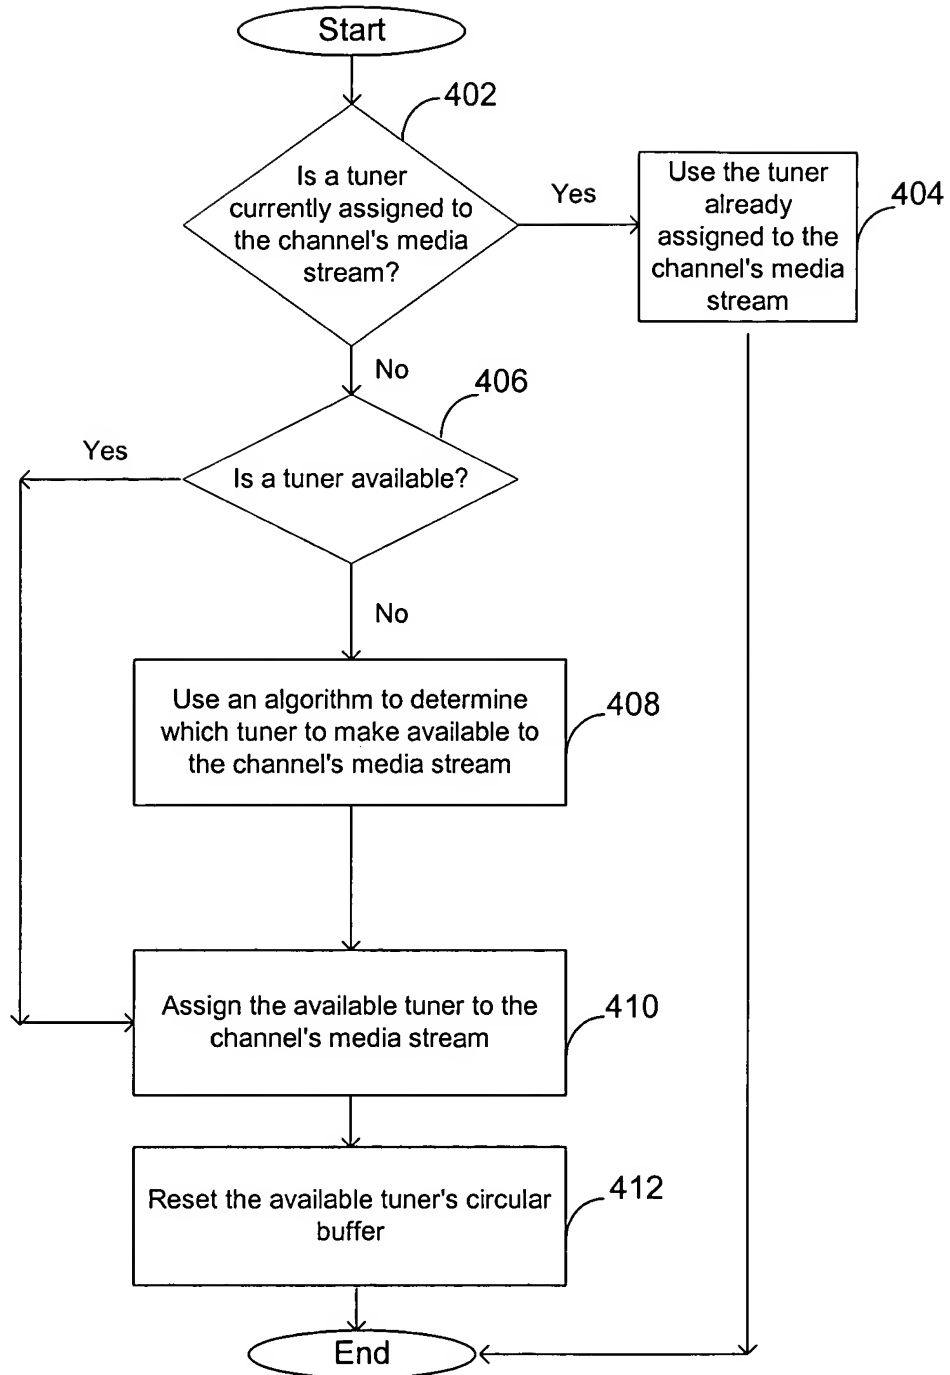 Start
402
Is a tuner
currently assigned to
the channel's media
stream?
Yes
Use the tuner
already
assigned to the
channel's media
stream
404
No
406
Yes
Is a tuner available?
No
Use an algorithm to determine
which tuner to make available to
the channel's media stream
408
Assign the available tuner to the
channel's media stream
410
Reset the available tuner's circular
buffer
412
End